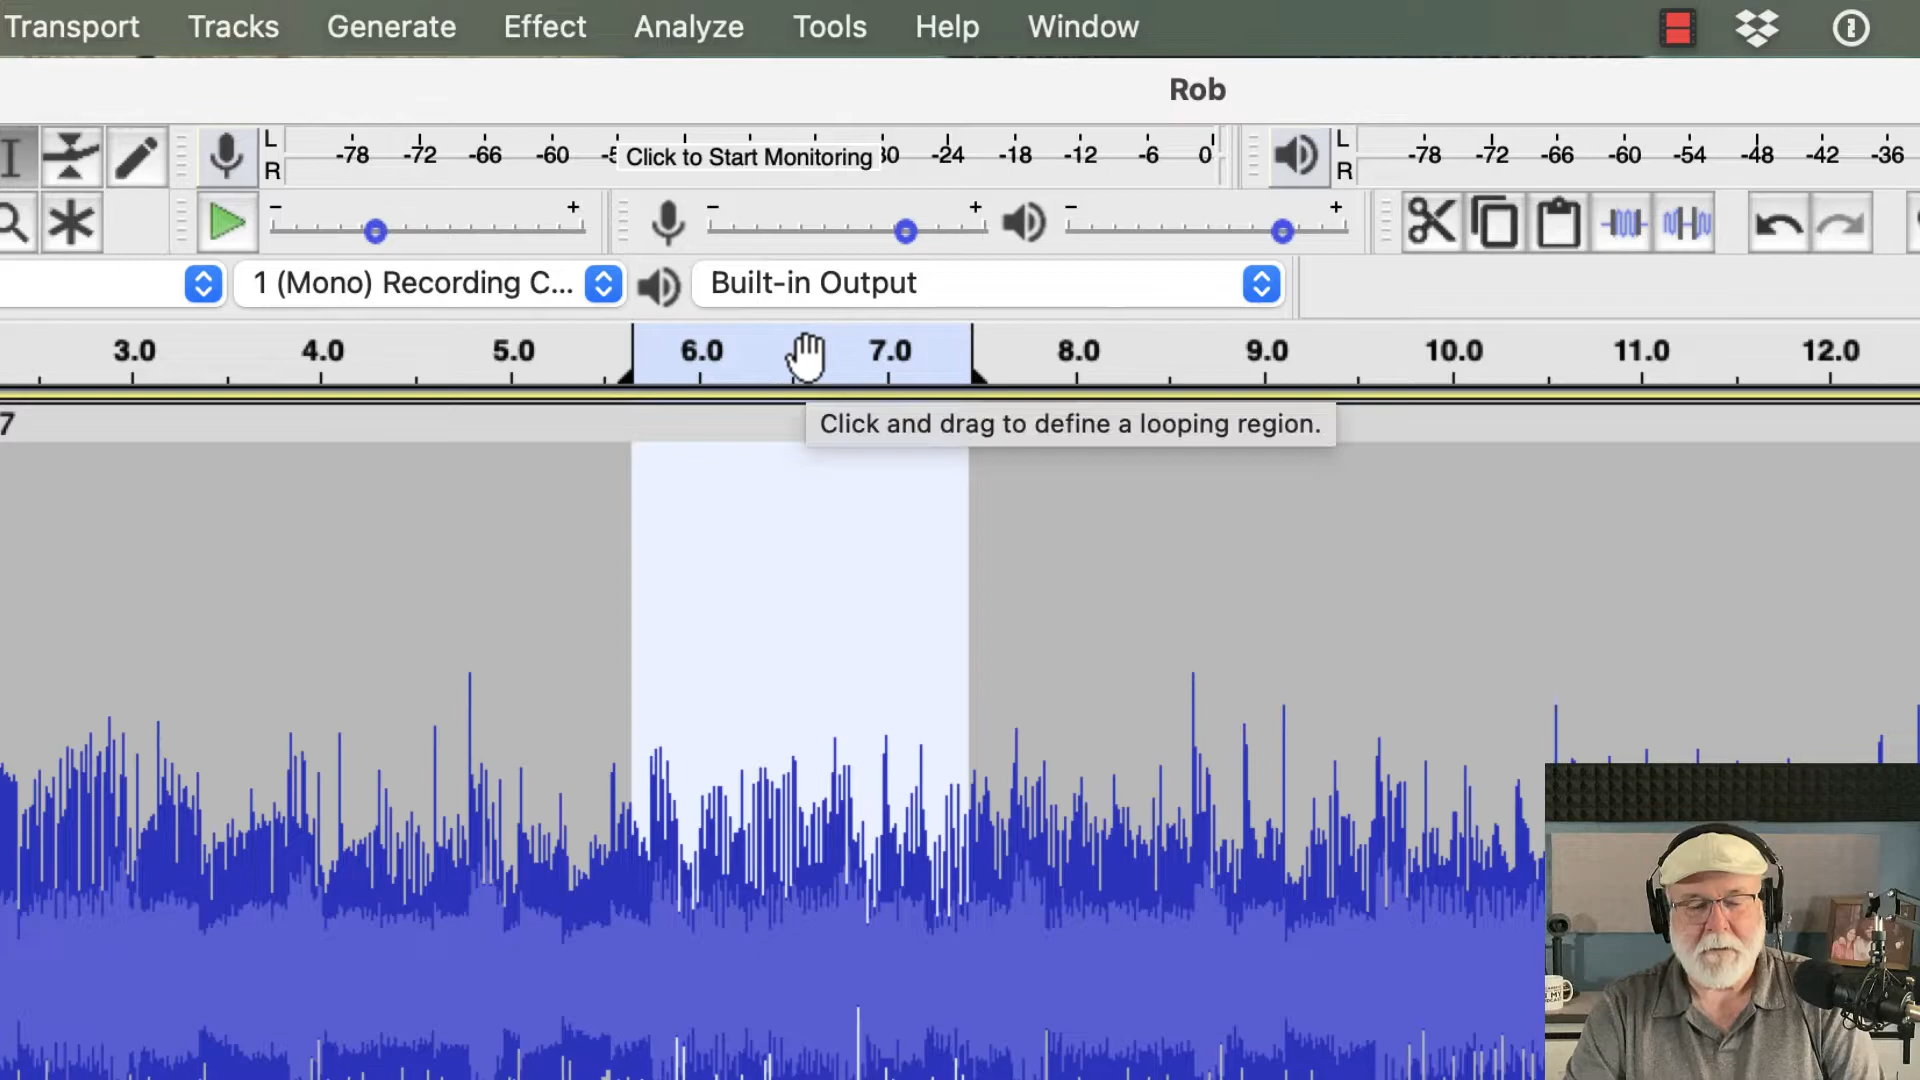 Transport Tracks Generate Effect Analyze Tools Help Window
Rob
L
R
-78 -72 -66 -60 -5 Click to Start Monitoring 30 -24 -18 -12 -6 0
L
R
-78 -72 -66 -60 -54 -48 -42 -36
- +
- +
- +
1 (Mono) Recording C...
Built-in Output
3.0 4.0 5.0 6.0 7.0 8.0 9.0 10.0 11.0 12.0
7
Click and drag to define a looping region.